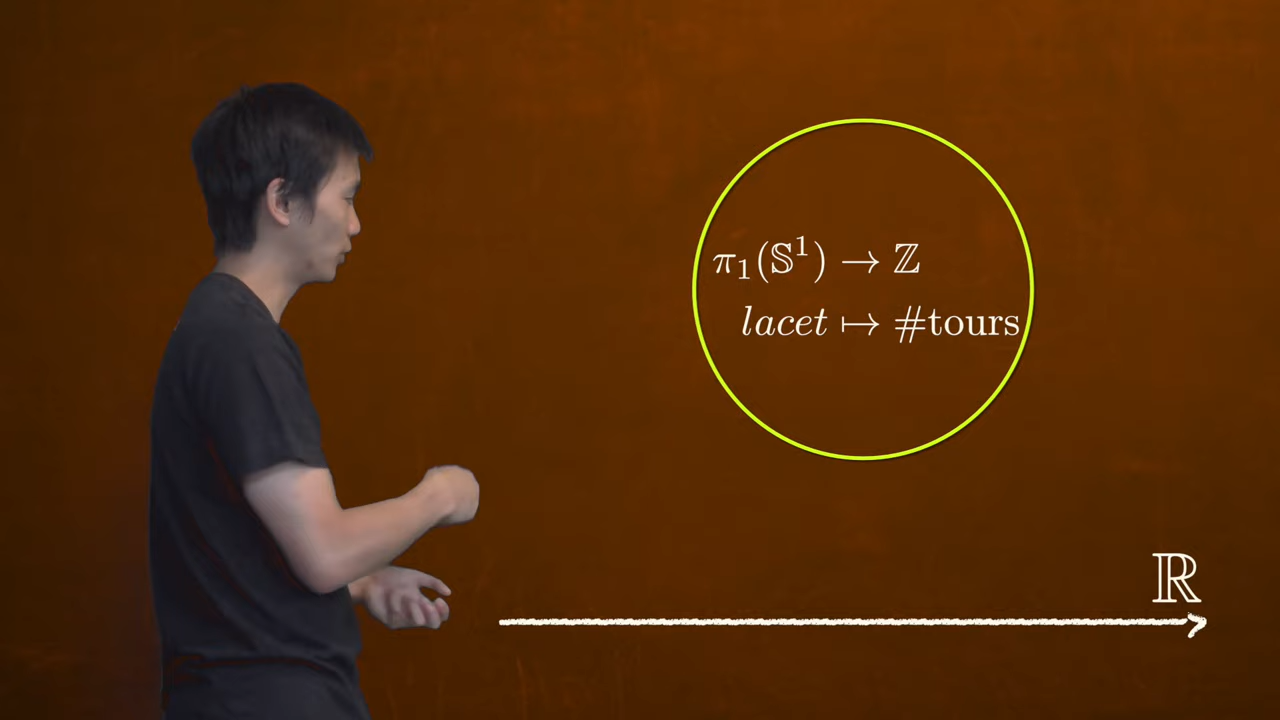 π₁(𝕊¹) → ℤ
lacet ↦ #tours
ℝ